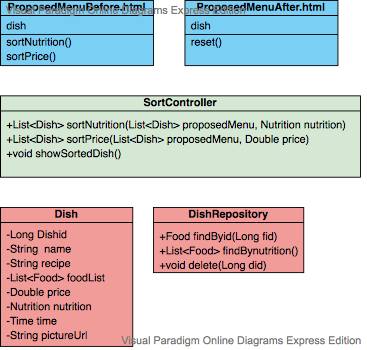 ProposedMenuBefore.html
dish
sortNutrition()
sortPrice()
ProposedMenuAfter.html
dish
reset()
Visual Paradigm Online Diagrams Express Edition
SortController
+List<Dish> sortNutrition(List<Dish> proposedMenu, Nutrition nutrition)
+List<Dish> sortPrice(List<Dish> proposedMenu, Double price)
+void showSortedDish()
Dish
-Long Dishid
-String name
-String recipe
-List<Food> foodList
-Double price
-Nutrition nutrition
-Time time
-String pictureUrl
DishRepository
+Food findByid(Long fid)
+List<Food> findBynutrition()
+void delete(Long did)
Visual Paradigm Online Diagrams Express Edition